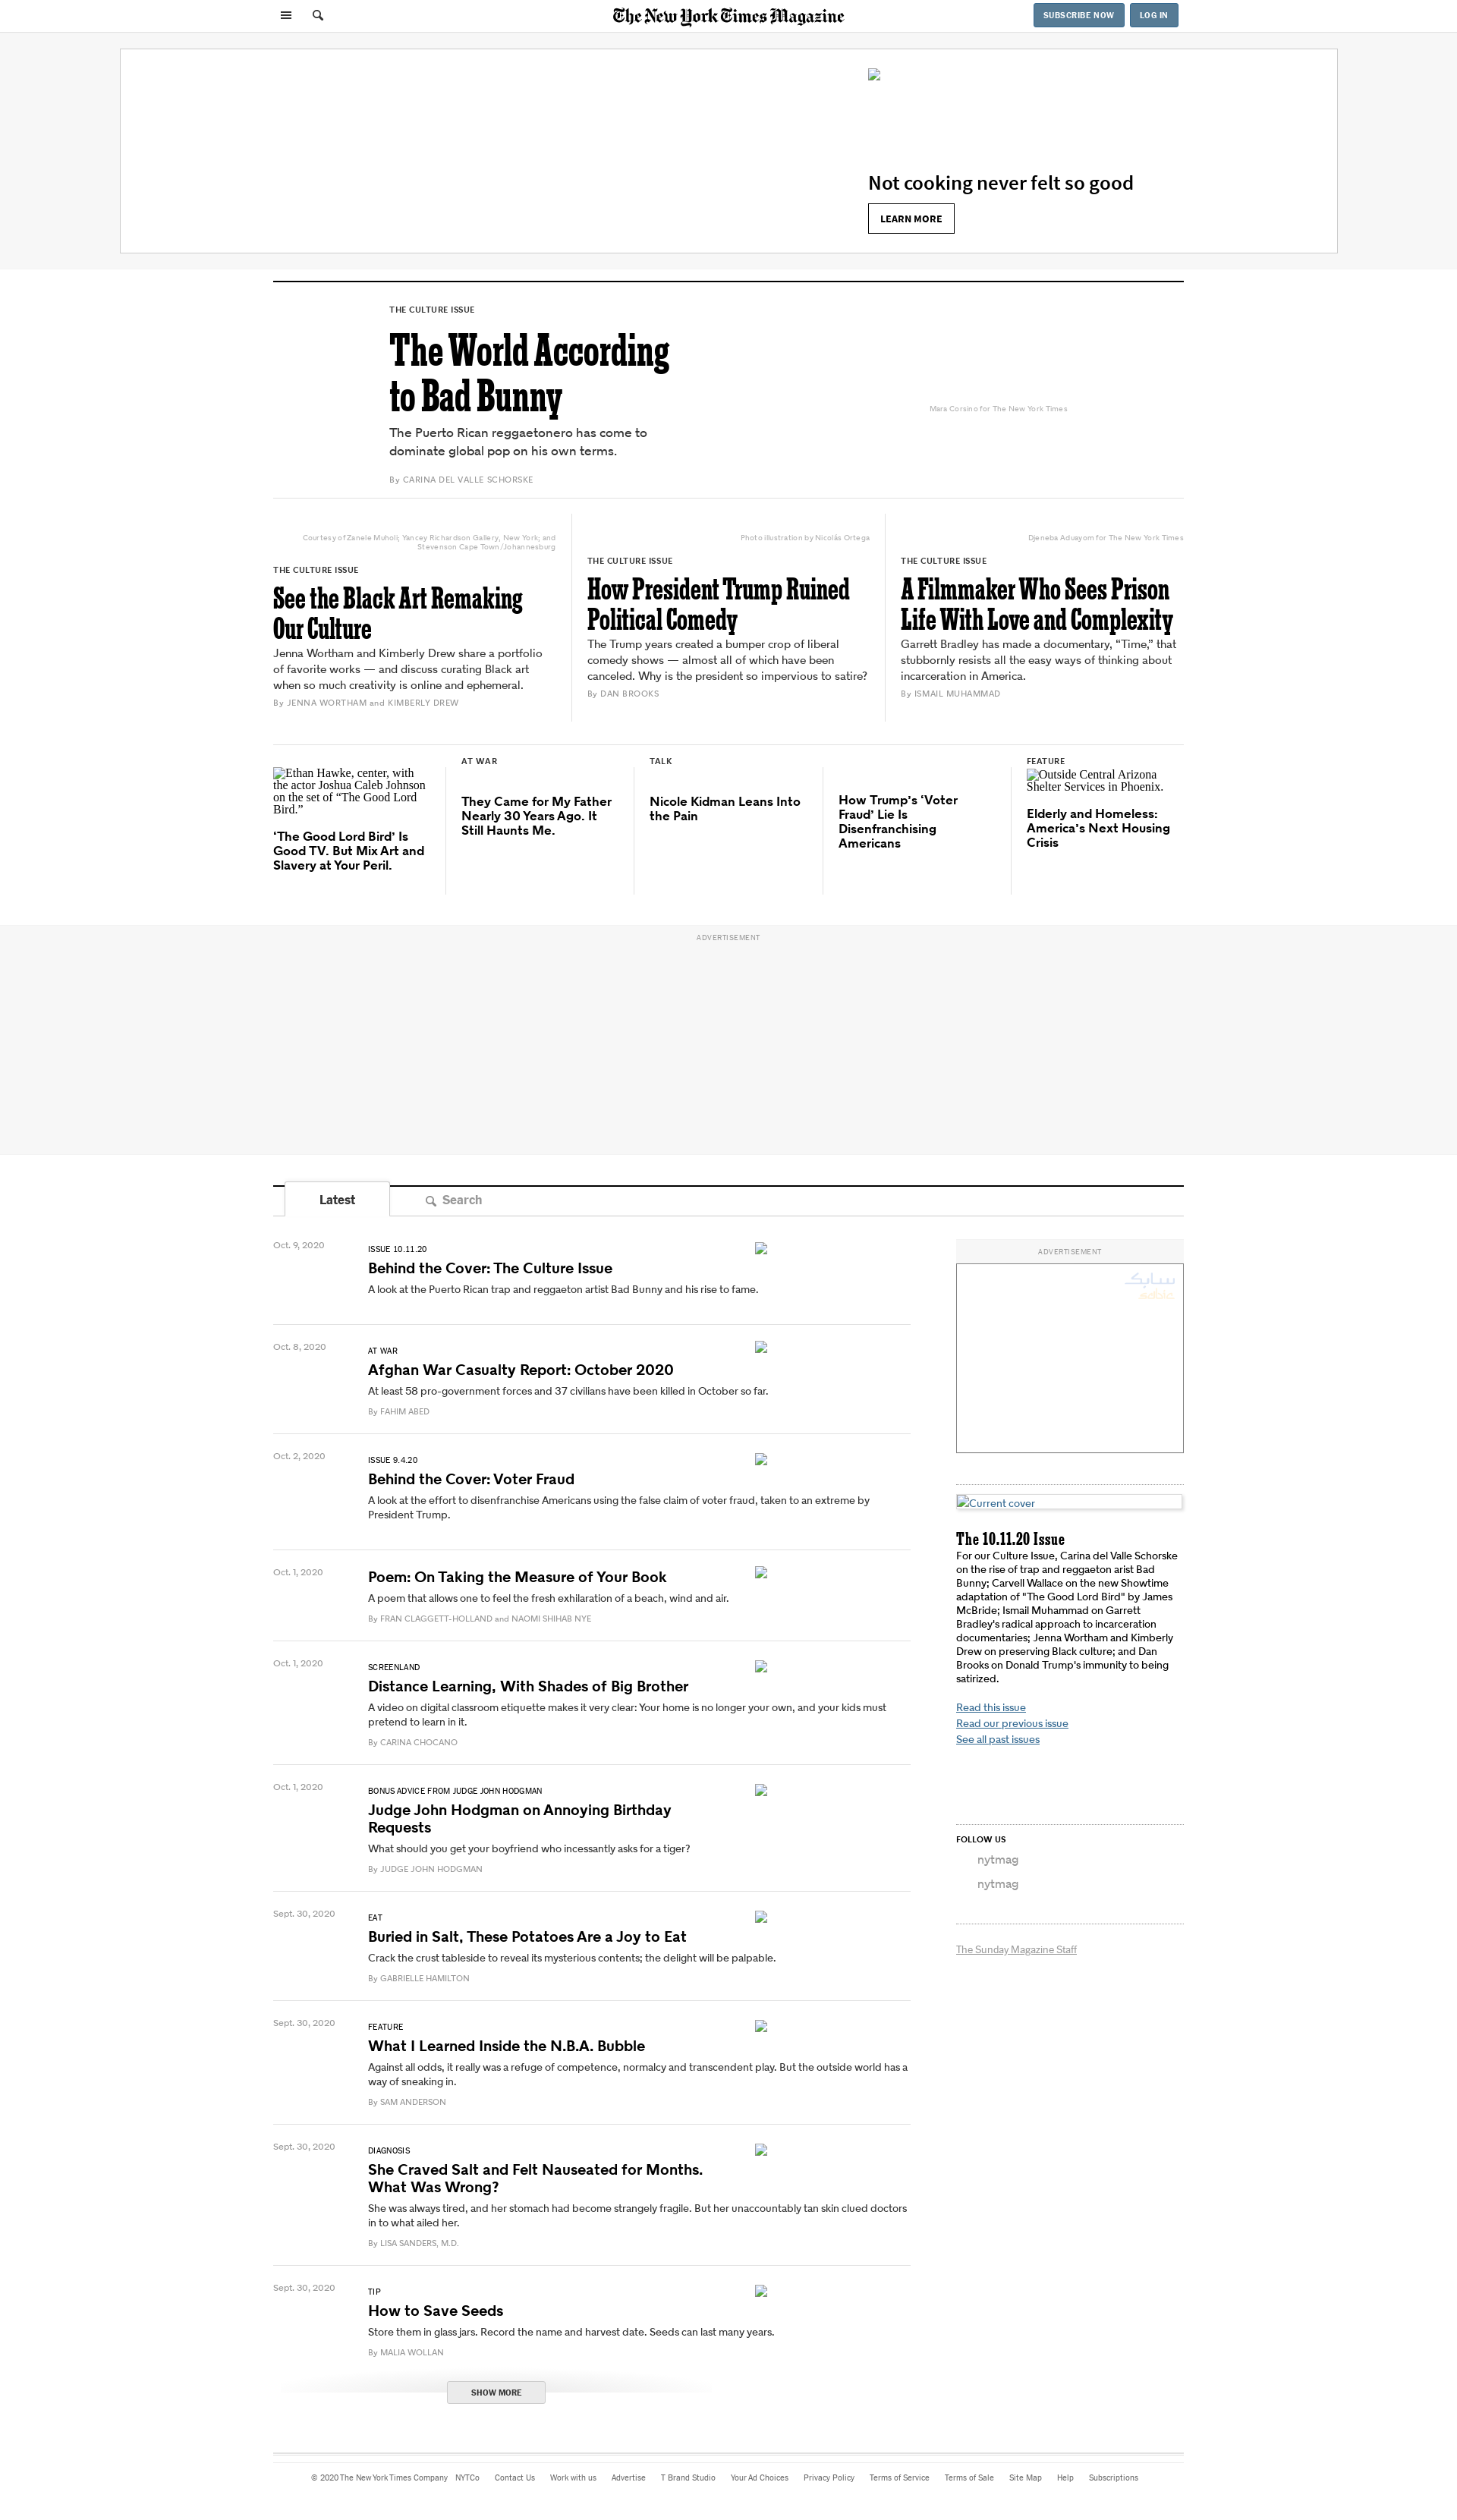 The New York Times Magazine
SUBSCRIBE NOW
LOG IN
Not cooking never felt so good
LEARN MORE
THE CULTURE ISSUE
The World According
to Bad Bunny
The Puerto Rican reggaetonero has come to
dominate global pop on his own terms.
By CARINA DEL VALLE SCHORSKE
Mara Corsino for The New York Times
Courtesy of Zanele Muholi; Yancey Richardson Gallery, New York; and
Stevenson Cape Town/Johannesburg
THE CULTURE ISSUE
See the Black Art Remaking
Our Culture
Jenna Wortham and Kimberly Drew share a portfolio
of favorite works — and discuss curating Black art
when so much creativity is online and ephemeral.
By JENNA WORTHAM and KIMBERLY DREW
Photo illustration by Nicolás Ortega
THE CULTURE ISSUE
How President Trump Ruined
Political Comedy
The Trump years created a bumper crop of liberal
comedy shows — almost all of which have been
canceled. Why is the president so impervious to satire?
By DAN BROOKS
Djeneba Aduayom for The New York Times
THE CULTURE ISSUE
A Filmmaker Who Sees Prison
Life With Love and Complexity
Garrett Bradley has made a documentary, “Time,” that
stubbornly resists all the easy ways of thinking about
incarceration in America.
By ISMAIL MUHAMMAD
Ethan Hawke, center, with
the actor Joshua Caleb Johnson
on the set of “The Good Lord
Bird.”
‘The Good Lord Bird’ Is
Good TV. But Mix Art and
Slavery at Your Peril.
AT WAR
They Came for My Father
Nearly 30 Years Ago. It
Still Haunts Me.
TALK
Nicole Kidman Leans Into
the Pain
How Trump’s ‘Voter
Fraud’ Lie Is
Disenfranchising
Americans
FEATURE
Outside Central Arizona
Shelter Services in Phoenix.
Elderly and Homeless:
America’s Next Housing
Crisis
ADVERTISEMENT
Latest
Search
Oct. 9, 2020
ISSUE 10.11.20
Behind the Cover: The Culture Issue
A look at the Puerto Rican trap and reggaeton artist Bad Bunny and his rise to fame.
Oct. 8, 2020
AT WAR
Afghan War Casualty Report: October 2020
At least 58 pro-government forces and 37 civilians have been killed in October so far.
By FAHIM ABED
Oct. 2, 2020
ISSUE 9.4.20
Behind the Cover: Voter Fraud
A look at the effort to disenfranchise Americans using the false claim of voter fraud, taken to an extreme by
President Trump.
Oct. 1, 2020
Poem: On Taking the Measure of Your Book
A poem that allows one to feel the fresh exhilaration of a beach, wind and air.
By FRAN CLAGGETT-HOLLAND and NAOMI SHIHAB NYE
Oct. 1, 2020
SCREENLAND
Distance Learning, With Shades of Big Brother
A video on digital classroom etiquette makes it very clear: Your home is no longer your own, and your kids must
pretend to learn in it.
By CARINA CHOCANO
Oct. 1, 2020
BONUS ADVICE FROM JUDGE JOHN HODGMAN
Judge John Hodgman on Annoying Birthday
Requests
What should you get your boyfriend who incessantly asks for a tiger?
By JUDGE JOHN HODGMAN
Sept. 30, 2020
EAT
Buried in Salt, These Potatoes Are a Joy to Eat
Crack the crust tableside to reveal its mysterious contents; the delight will be palpable.
By GABRIELLE HAMILTON
Sept. 30, 2020
FEATURE
What I Learned Inside the N.B.A. Bubble
Against all odds, it really was a refuge of competence, normalcy and transcendent play. But the outside world has a
way of sneaking in.
By SAM ANDERSON
Sept. 30, 2020
DIAGNOSIS
She Craved Salt and Felt Nauseated for Months.
What Was Wrong?
She was always tired, and her stomach had become strangely fragile. But her unaccountably tan skin clued doctors
in to what ailed her.
By LISA SANDERS, M.D.
Sept. 30, 2020
TIP
How to Save Seeds
Store them in glass jars. Record the name and harvest date. Seeds can last many years.
By MALIA WOLLAN
SHOW MORE
ADVERTISEMENT
سابك
sabic
Current cover
The 10.11.20 Issue
For our Culture Issue, Carina del Valle Schorske
on the rise of trap and reggaeton arist Bad
Bunny; Carvell Wallace on the new Showtime
adaptation of "The Good Lord Bird" by James
McBride; Ismail Muhammad on Garrett
Bradley's radical approach to incarceration
documentaries; Jenna Wortham and Kimberly
Drew on preserving Black culture; and Dan
Brooks on Donald Trump's immunity to being
satirized.
Read this issue
Read our previous issue
See all past issues
FOLLOW US
nytmag
nytmag
The Sunday Magazine Staff
© 2020 The New York Times Company NYTCo Contact Us Work with us Advertise T Brand Studio Your Ad Choices Privacy Policy Terms of Service Terms of Sale Site Map Help Subscriptions